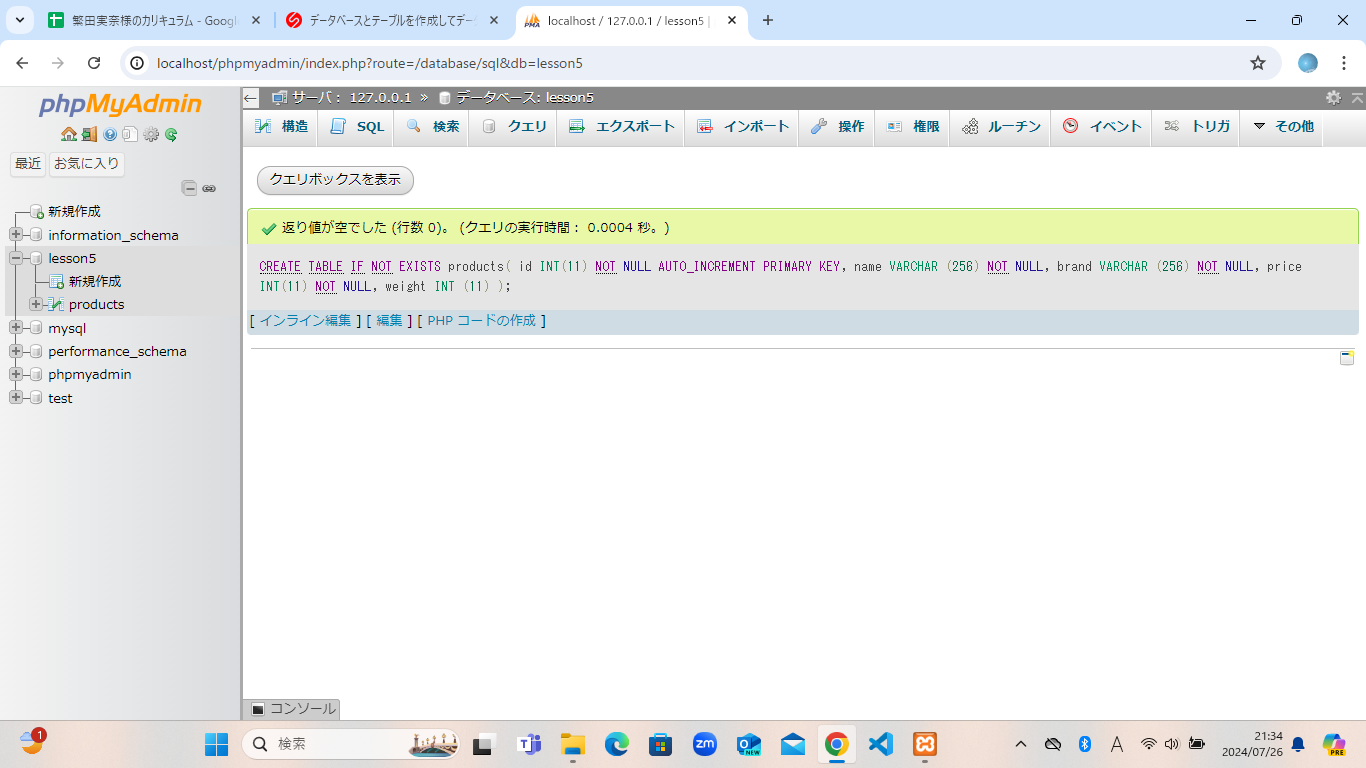 繁田実奈様のカリキュラム - Googl
データベースとテーブルを作成してデータ
localhost / 127.0.0.1 / lesson5 |
localhost/phpmyadmin/index.php?route=/database/sql&db=lesson5
phpMyAdmin
最近
お気に入り
新規作成
information_schema
lesson5
新規作成
products
mysql
performance_schema
phpmyadmin
test
サーバ: 127.0.0.1 » データベース: lesson5
構造
SQL
検索
クエリ
エクスポート
インポート
操作
権限
ルーチン
イベント
トリガ
その他
クエリボックスを表示
返り値が空でした (行数 0)。 (クエリの実行時間: 0.0004 秒。)
CREATE TABLE IF NOT EXISTS products( id INT(11) NOT NULL AUTO_INCREMENT PRIMARY KEY, name VARCHAR (256) NOT NULL, brand VARCHAR (256) NOT NULL, price
INT(11) NOT NULL, weight INT (11) );
[ インライン編集 ] [ 編集 ] [ PHP コードの作成 ]
コンソール
1
検索
zm
NEW
A
21:34
2024/07/26
PRE